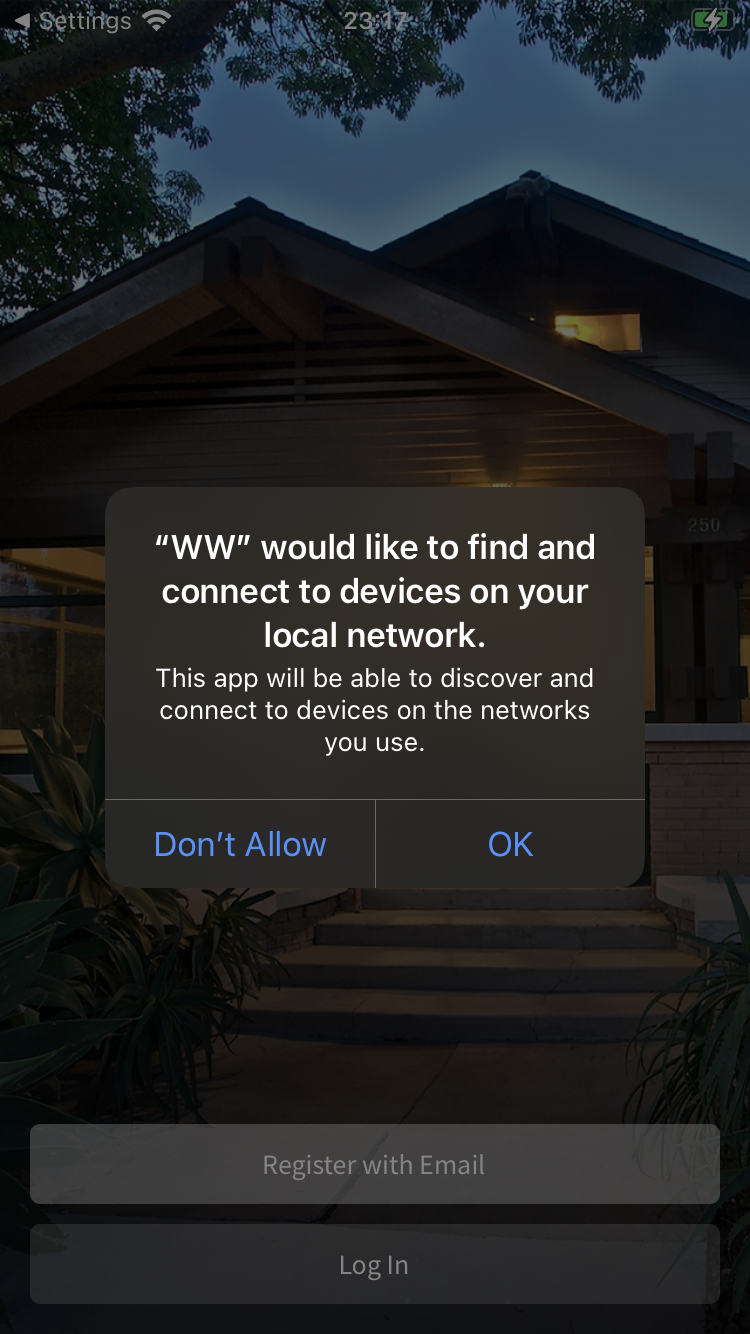 ◀ Settings 23:17
250
“WW” would like to find and
connect to devices on your
local network.
This app will be able to discover and
connect to devices on the networks
you use.
Don’t Allow OK
Register with Email
Log In